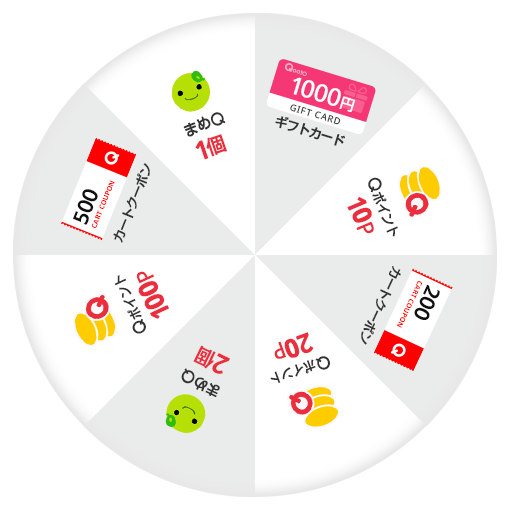 Qoo10
1000円
GIFT CARD
ギフトカード
Qポイント
10P
200
CART COUPON
カートクーポン
Qポイント
20P
まめQ
2個
Qポイント
100P
500
CART COUPON
カートクーポン
まめQ
1個